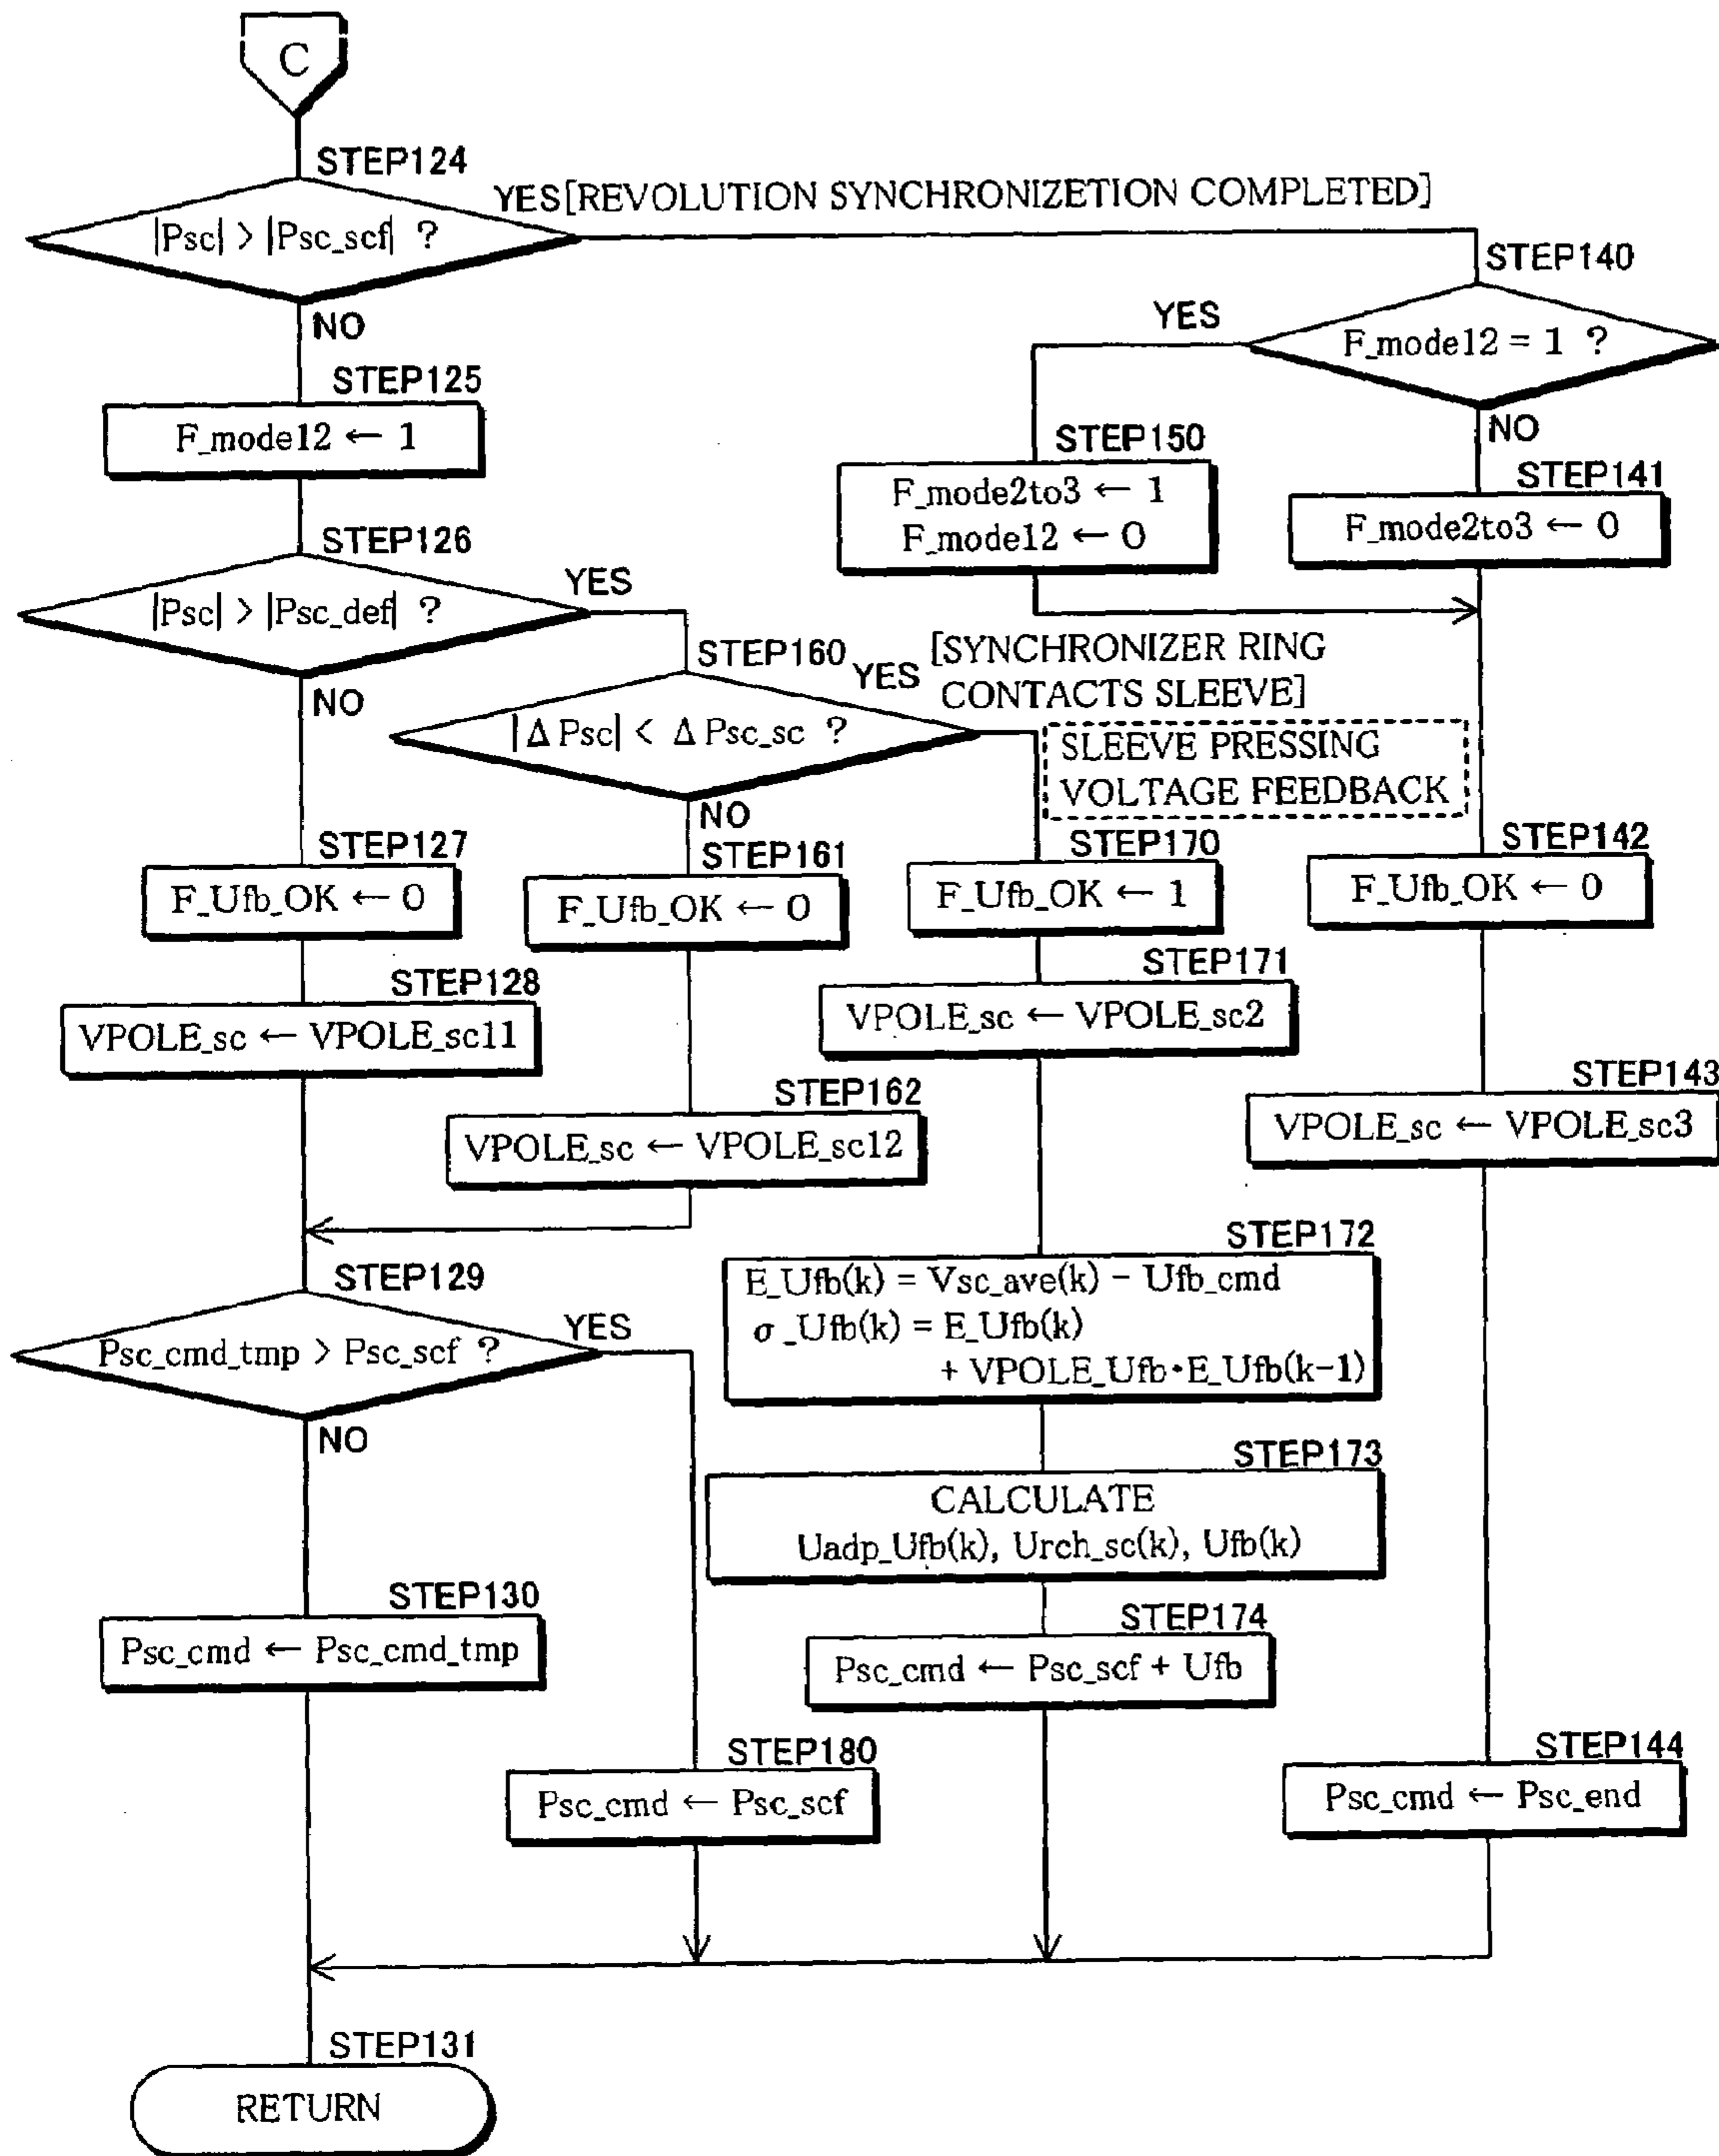 C
STEP124
YES[REVOLUTION SYNCHRONIZETION COMPLETED]
|Psc| > |Psc_scf| ?
NO
STEP140
YES
F_mode12 = 1 ?
NO
STEP125
F_mode12 ← 1
STEP150
F_mode2to3 ← 1
F_mode12 ← 0
STEP141
F_mode2to3 ← 0
STEP126
YES
|Psc| > |Psc_def| ?
NO
STEP160
YES
[SYNCHRONIZER RING
CONTACTS SLEEVE]
|Δ Psc| < Δ Psc_sc ?
NO
SLEEVE PRESSING
VOLTAGE FEEDBACK
STEP127
F_Ufb_OK ← 0
STEP161
F_Ufb_OK ← 0
STEP170
F_Ufb_OK ← 1
STEP142
F_Ufb_OK ← 0
STEP128
VPOLE_sc ← VPOLE_sc11
STEP171
VPOLE_sc ← VPOLE_sc2
STEP162
VPOLE_sc ← VPOLE_sc12
STEP143
VPOLE_sc ← VPOLE_sc3
STEP129
YES
Psc_cmd_tmp > Psc_scf ?
NO
STEP172
E_Ufb(k) = Vsc_ave(k) - Ufb_cmd
σ_Ufb(k) = E_Ufb(k)
+ VPOLE_Ufb・E_Ufb(k-1)
STEP173
CALCULATE
Uadp_Ufb(k), Urch_sc(k), Ufb(k)
STEP130
Psc_cmd ← Psc_cmd_tmp
STEP174
Psc_cmd ← Psc_scf + Ufb
STEP180
Psc_cmd ← Psc_scf
STEP144
Psc_cmd ← Psc_end
STEP131
RETURN